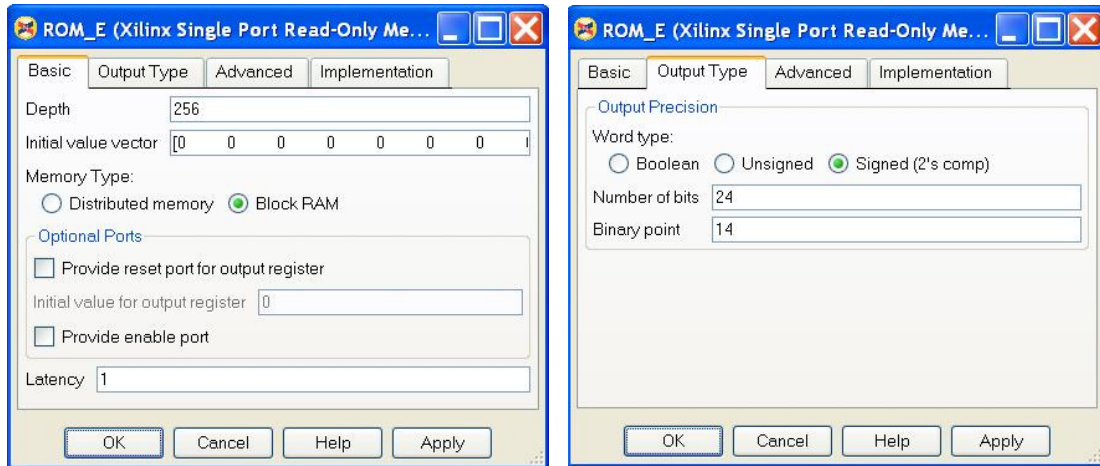 ROM_E (Xilinx Single Port Read-Only Me...
Basic Output Type Advanced Implementation
Depth 256
Initial value vector [0 0 0 0 0 0 0
Memory Type:
Distributed memory Block RAM
Optional Ports
Provide reset port for output register
Initial value for output register 0
Provide enable port
Latency 1
OK Cancel Help Apply
ROM_E (Xilinx Single Port Read-Only Me...
Basic Output Type Advanced Implementation
Output Precision
Word type:
Boolean Unsigned Signed (2's comp)
Number of bits 24
Binary point 14
OK Cancel Help Apply